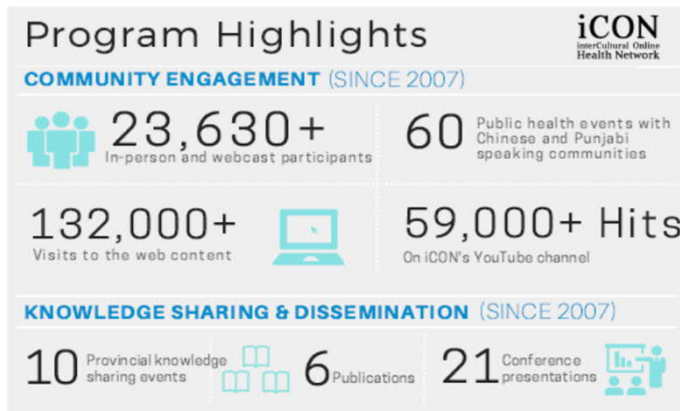 Program Highlights
iCON
interCultural Online
Health Network
COMMUNITY ENGAGEMENT (SINCE 2007)
23,630+
In-person and webcast participants
60
Public health events with
Chinese and Punjabi
speaking communities
132,000+
Visits to the web content
59,000+ Hits
On iCON's YouTube channel
KNOWLEDGE SHARING & DISSEMINATION (SINCE 2007)
10
Provincial knowledge
sharing events
6 Publications
21
Conference
presentations